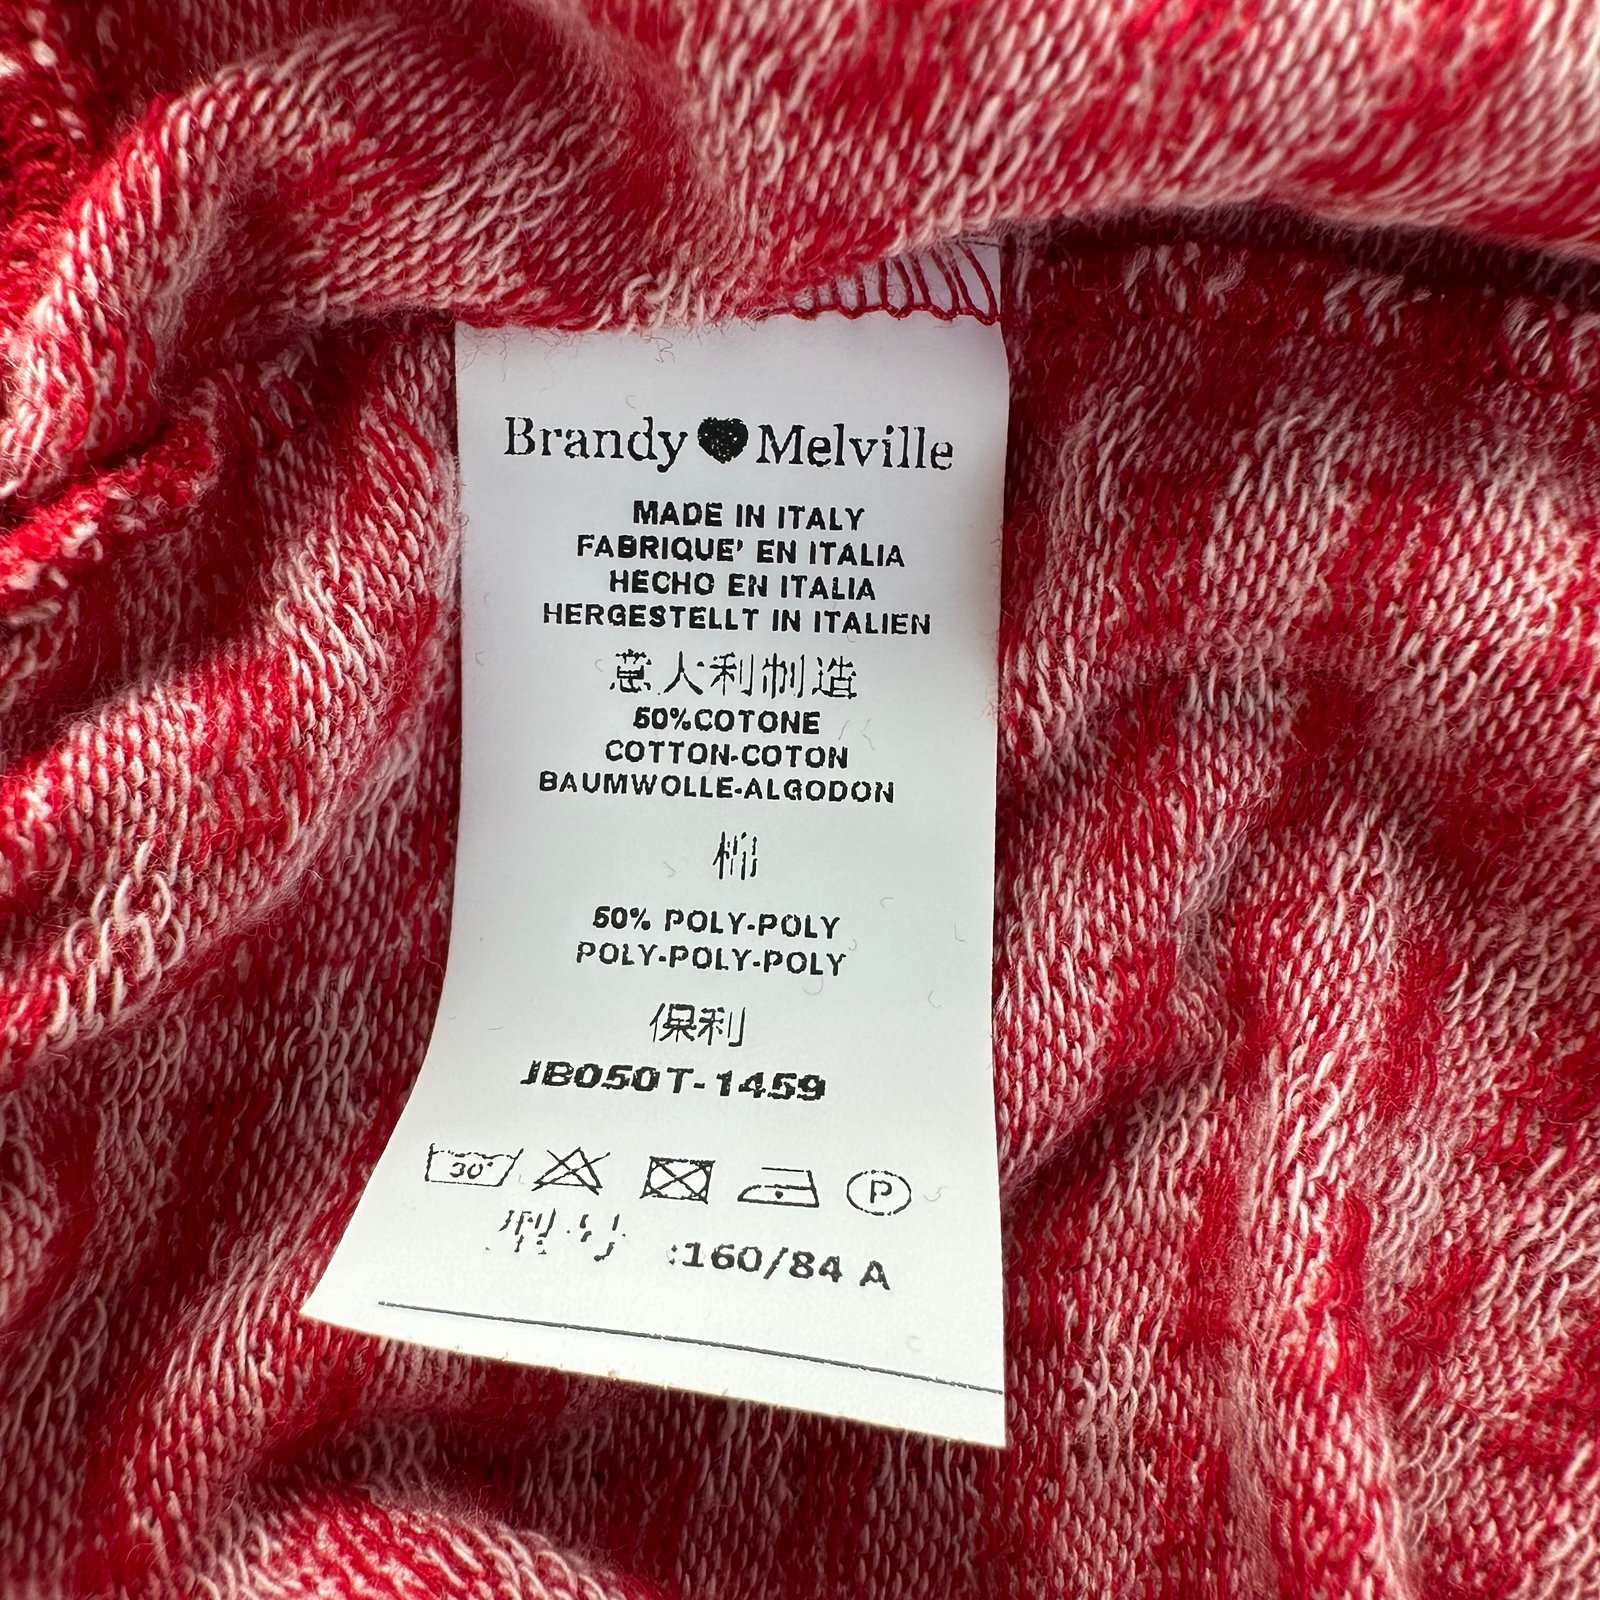 Brandy Melville
MADE IN ITALY
FABRIQUE' EN ITALIA
HECHO EN ITALIA
HERGESTELLT IN ITALIEN
意大利制造
50%COTONE
COTTON-COTON
BAUMWOLLE-ALGODON
棉
50% POLY-POLY
POLY-POLY-POLY
保利
JB050T-1459
30°
P
:160/84 A